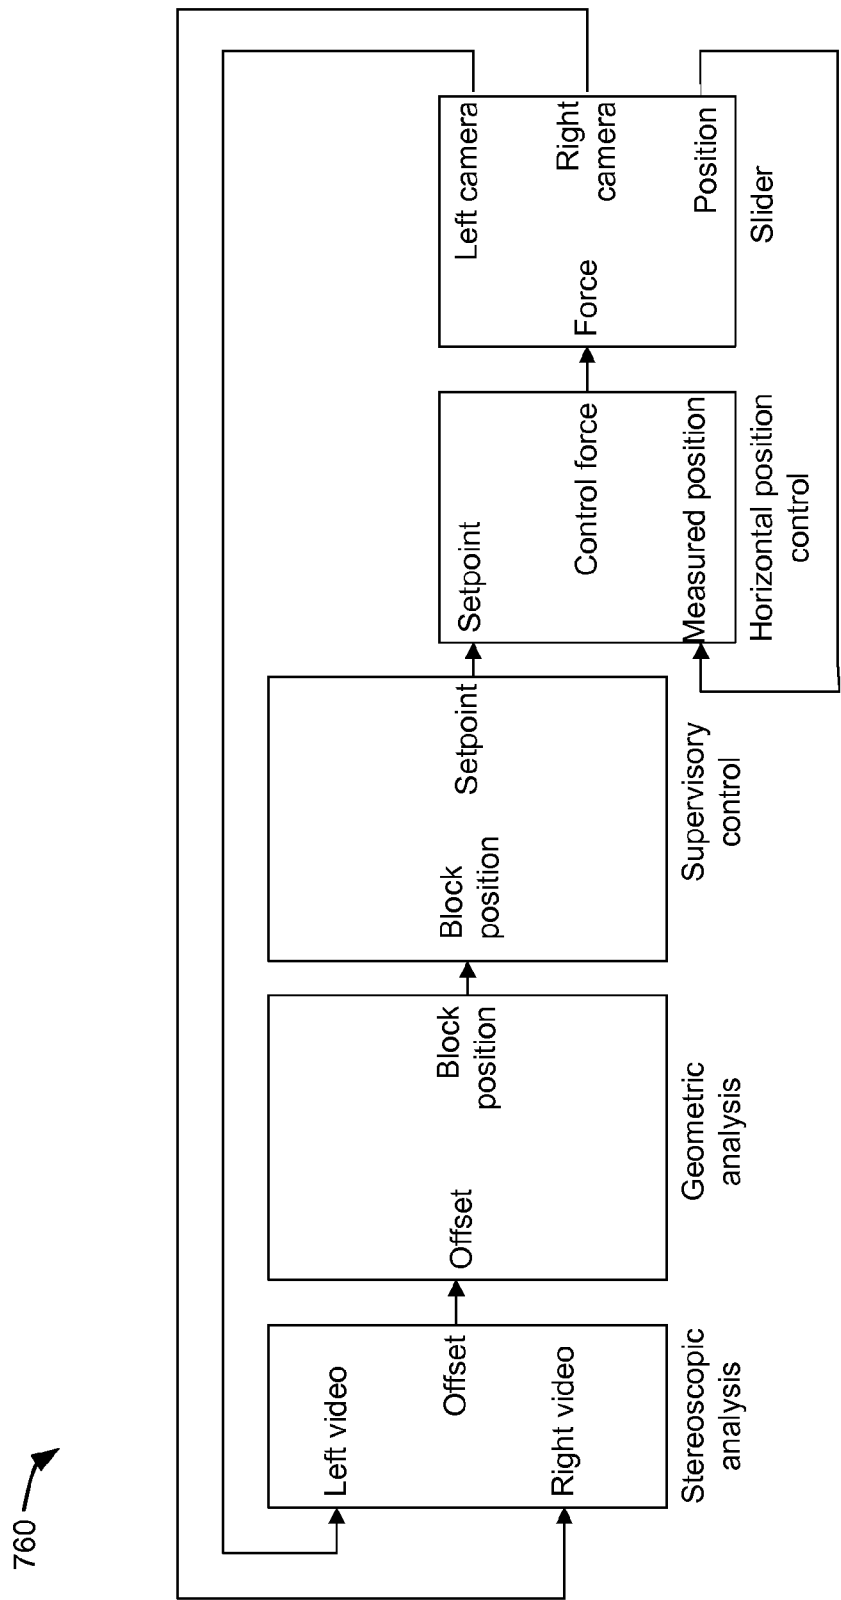 760
Left video
Offset
Right video
Stereoscopic
analysis
Offset
Block
position
Geometric
analysis
Block
position
Setpoint
Supervisory
control
Setpoint
Control force
Measured position
Horizontal position
control
Left camera
Force
Right
camera
Position
Slider